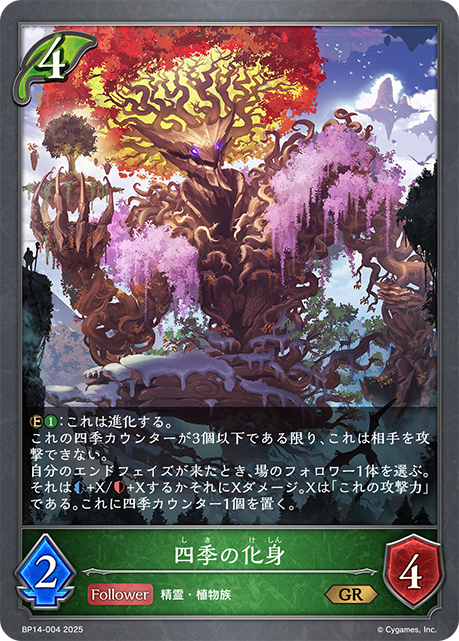 4
E 1：これは進化する。
これの四季カウンターが3個以下である限り、これは相手を攻
撃できない。
自分のエンドフェイズが来たとき、場のフォロワー1体を選ぶ。
それは+X/+XするかそれにXダメージ。Xは「これの攻撃力」
である。これに四季カウンター1個を置く。
しき けしん
四季の化身
2
Follower 精霊・植物族 GR
4
BP14-004 2025 © Cygames, Inc.